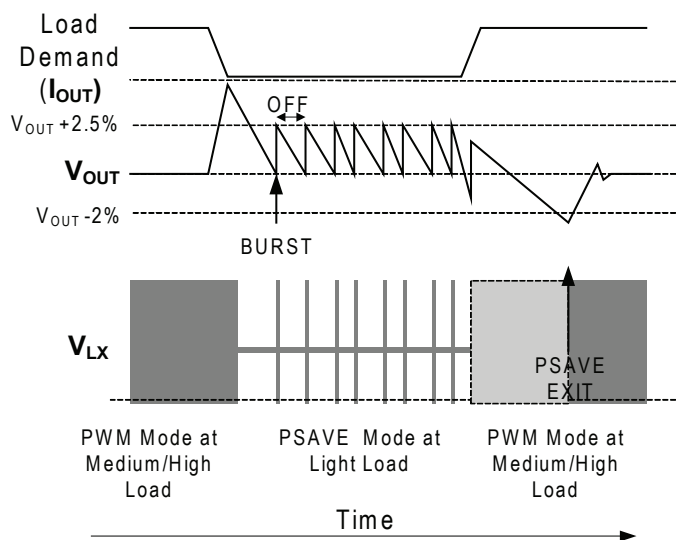 Load
Demand
(IOUT)
VOUT +2.5%
OFF
VOUT
VOUT -2%
BURST
VLX
PSAVE
EXIT
PWM Mode at
Medium/High
Load
PSAVE Mode at
Light Load
PWM Mode at
Medium/High
Load
Time